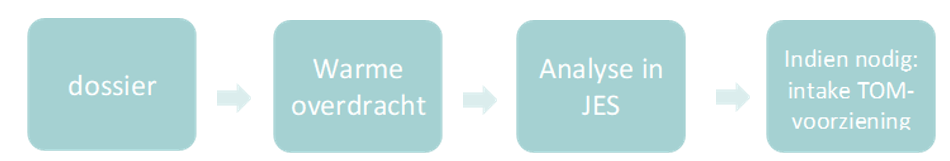 dossier
Warme
overdracht
Analyse in
JES
Indien nodig:
intake TOM-
voorziening